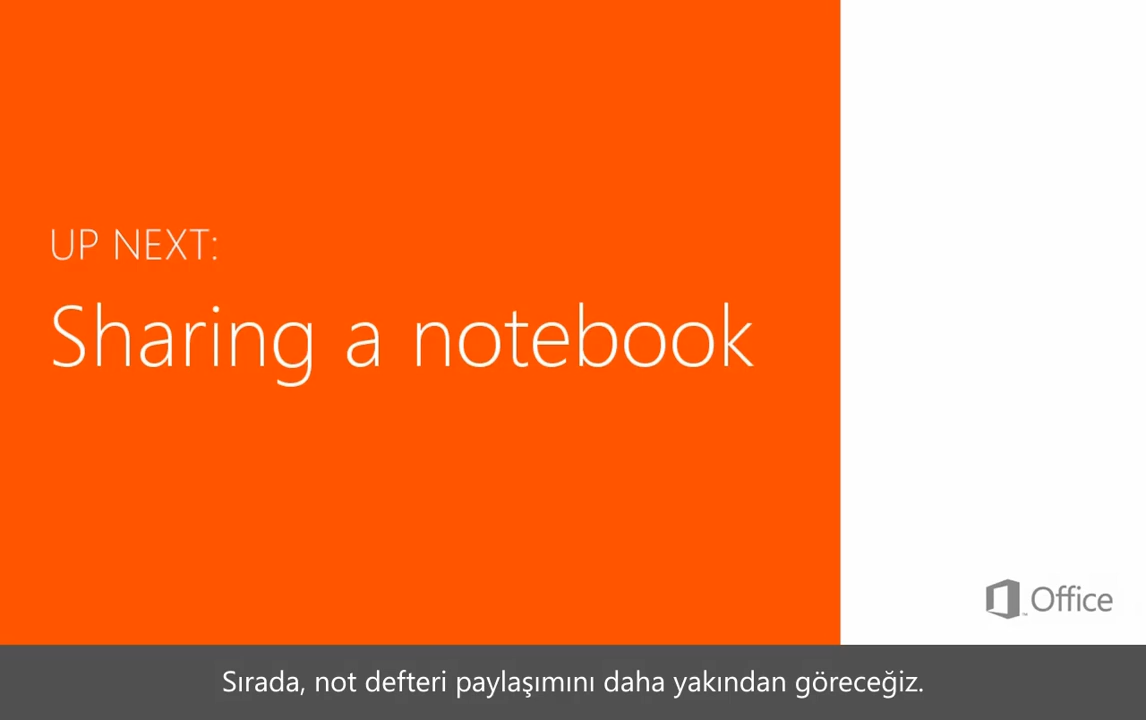 UP NEXT:
Sharing a notebook
Office
Sırada, not defteri paylaşımını daha yakından göreceğiz.